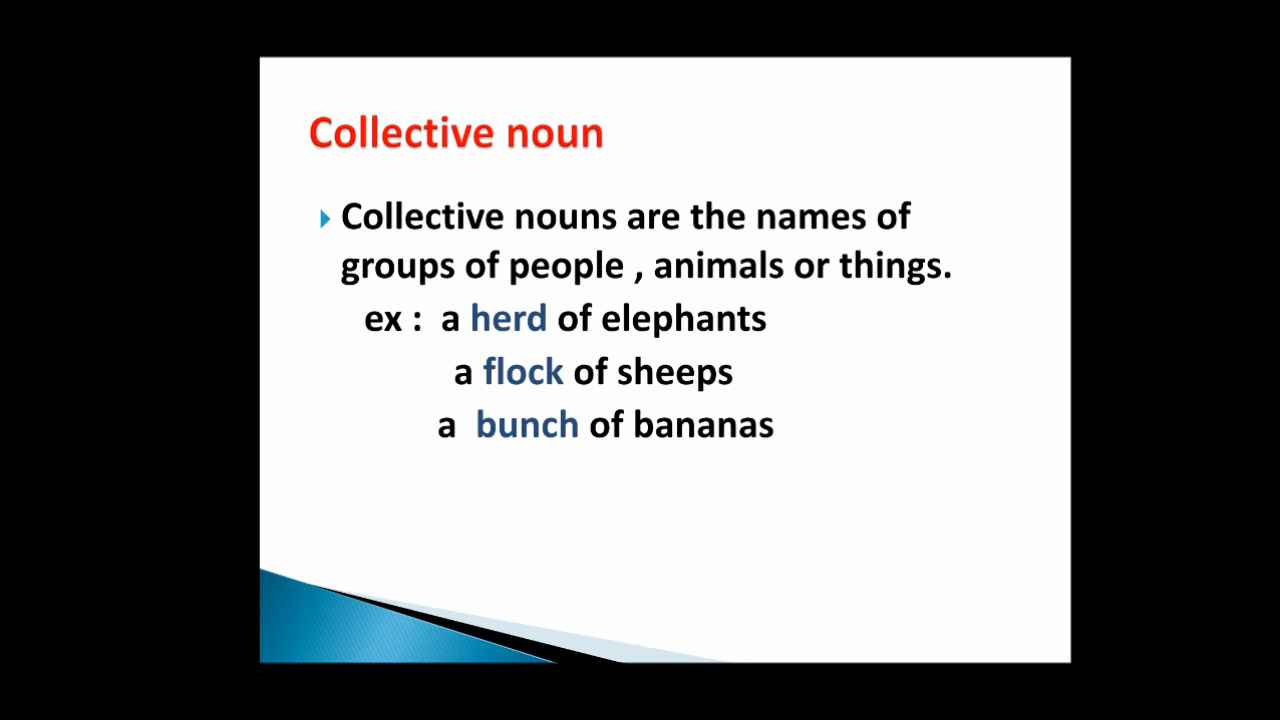 Collective noun
Collective nouns are the names of
groups of people , animals or things.
ex : a herd of elephants
a flock of sheeps
a bunch of bananas